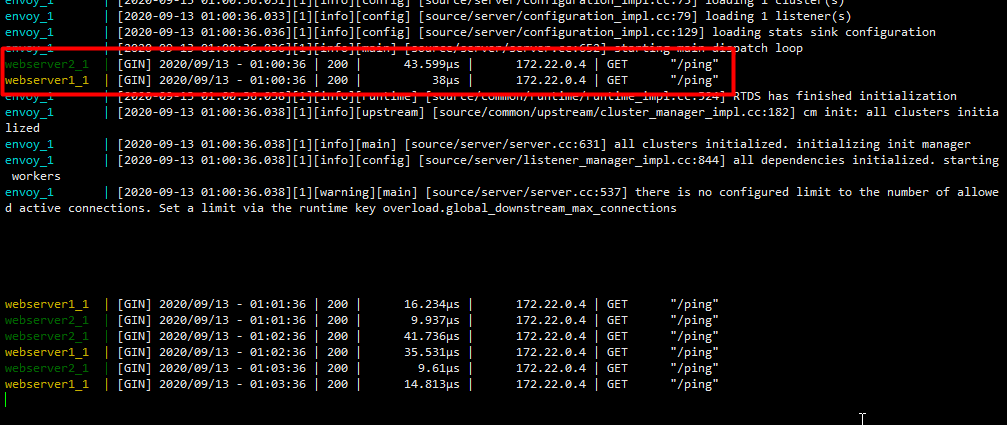 envoy_1 | [2020-09-13 01:00:36.031][1][info][config] [source/server/configuration_impl.cc:73] loading 1 cluster(s)
envoy_1 | [2020-09-13 01:00:36.033][1][info][config] [source/server/configuration_impl.cc:79] loading 1 listener(s)
envoy_1 | [2020-09-13 01:00:36.036][1][info][config] [source/server/configuration_impl.cc:129] loading stats sink configuration
envoy_1 | [2020-09-13 01:00:36.036][1][info][main] [source/server/server.cc:652] starting main dispatch loop
webserver2_1 | [GIN] 2020/09/13 - 01:00:36 | 200 | 43.599µs | 172.22.0.4 | GET "/ping"
webserver1_1 | [GIN] 2020/09/13 - 01:00:36 | 200 | 38µs | 172.22.0.4 | GET "/ping"
envoy_1 | [2020-09-13 01:00:36.037][1][info][runtime] [source/common/runtime/runtime_impl.cc:524] RTDS has finished initialization
envoy_1 | [2020-09-13 01:00:36.038][1][info][upstream] [source/common/upstream/cluster_manager_impl.cc:182] cm init: all clusters initia
lized
envoy_1 | [2020-09-13 01:00:36.038][1][info][main] [source/server/server.cc:631] all clusters initialized. initializing init manager
envoy_1 | [2020-09-13 01:00:36.038][1][info][config] [source/server/listener_manager_impl.cc:844] all dependencies initialized. starting
workers
envoy_1 | [2020-09-13 01:00:36.038][1][warning][main] [source/server/server.cc:537] there is no configured limit to the number of allowe
d active connections. Set a limit via the runtime key overload.global_downstream_max_connections
webserver1_1 | [GIN] 2020/09/13 - 01:01:36 | 200 | 16.234µs | 172.22.0.4 | GET "/ping"
webserver2_1 | [GIN] 2020/09/13 - 01:01:36 | 200 | 9.937µs | 172.22.0.4 | GET "/ping"
webserver2_1 | [GIN] 2020/09/13 - 01:02:36 | 200 | 41.736µs | 172.22.0.4 | GET "/ping"
webserver1_1 | [GIN] 2020/09/13 - 01:02:36 | 200 | 35.531µs | 172.22.0.4 | GET "/ping"
webserver2_1 | [GIN] 2020/09/13 - 01:03:36 | 200 | 9.61µs | 172.22.0.4 | GET "/ping"
webserver1_1 | [GIN] 2020/09/13 - 01:03:36 | 200 | 14.813µs | 172.22.0.4 | GET "/ping"